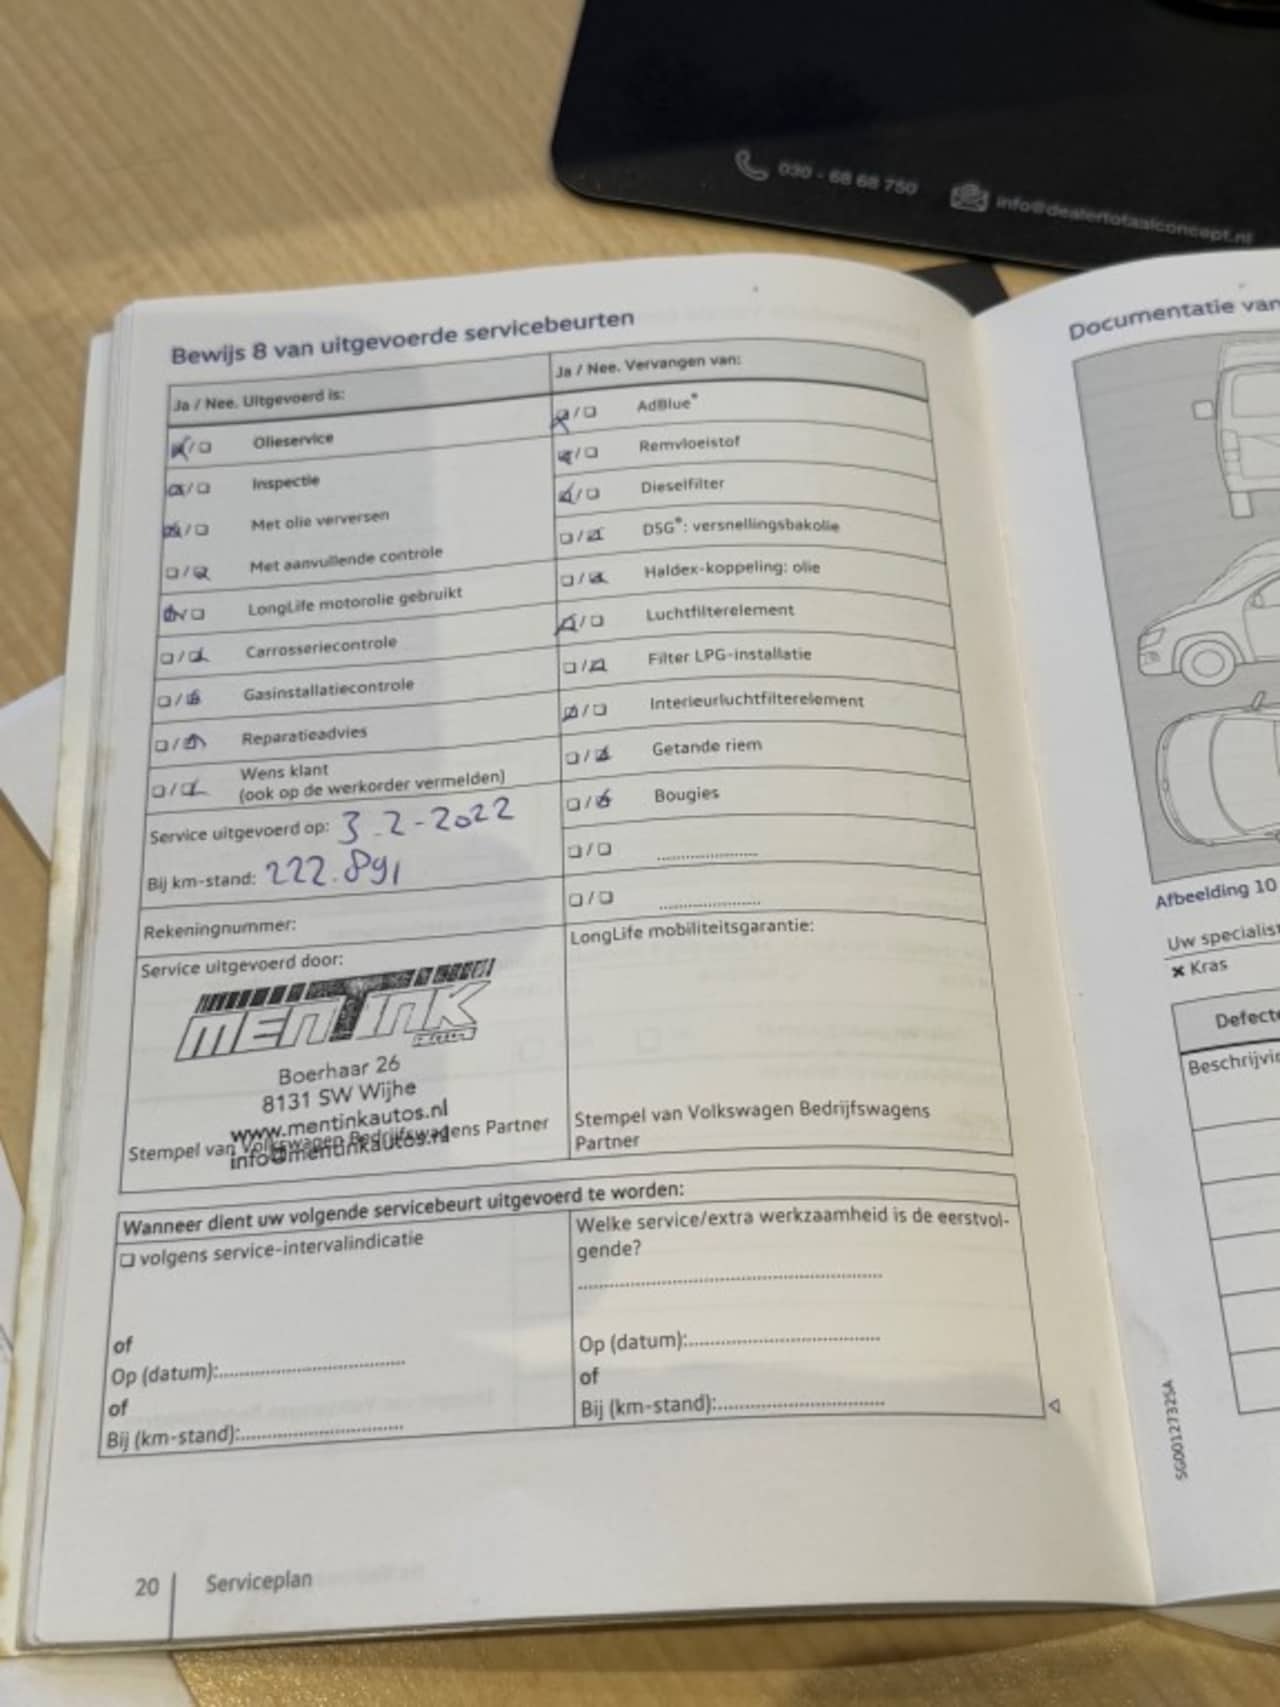 030 - 68 68 750
info@dealertotaalconcept.nl
Bewijs 8 van uitgevoerde servicebeurten
Ja / Nee. Uitgevoerd is:
❑/❑ Olieservice
❑/❑ Inspectie
❑/❑ Met olie verversen
❑/❑ Met aanvullende controle
❑/❑ LongLife motorolie gebruikt
❑/❑ Carrosseriecontrole
❑/❑ Gasinstallatiecontrole
❑/❑ Reparatieadvies
❑/❑ Wens klant
(ook op de werkorder vermelden)
Service uitgevoerd op: 3-2-2022
Bij km-stand: 222.891
Rekeningnummer:
Service uitgevoerd door:
MENTINK
Boerhaar 26
8131 SW Wijhe
www.mentinkautos.nl
info@mentinkautos.nl
Stempel van Volkswagen Bedrijfswagens Partner
Ja / Nee. Vervangen van:
❑/❑ AdBlue®
❑/❑ Remvloeistof
❑/❑ Dieselfilter
❑/❑ DSG®: versnellingsbakolie
❑/❑ Haldex-koppeling: olie
❑/❑ Luchtfilterelement
❑/❑ Filter LPG-installatie
❑/❑ Interieurluchtfilterelement
❑/❑ Getande riem
❑/❑ Bougies
❑/❑ ....................
❑/❑ ....................
LongLife mobiliteitsgarantie:
Stempel van Volkswagen Bedrijfswagens
Partner
Wanneer dient uw volgende servicebeurt uitgevoerd te worden:
❑ volgens service-intervalindicatie
of
Op (datum):....................
of
Bij (km-stand):....................
Welke service/extra werkzaamheid is de eerstvol-
gende?
........................................
Op (datum):....................
of
Bij (km-stand):....................
20 Serviceplan
Documentatie van
Afbeelding 10
Uw specialist
✖ Kras
Defecte
Beschrijvin
SG0012732SA